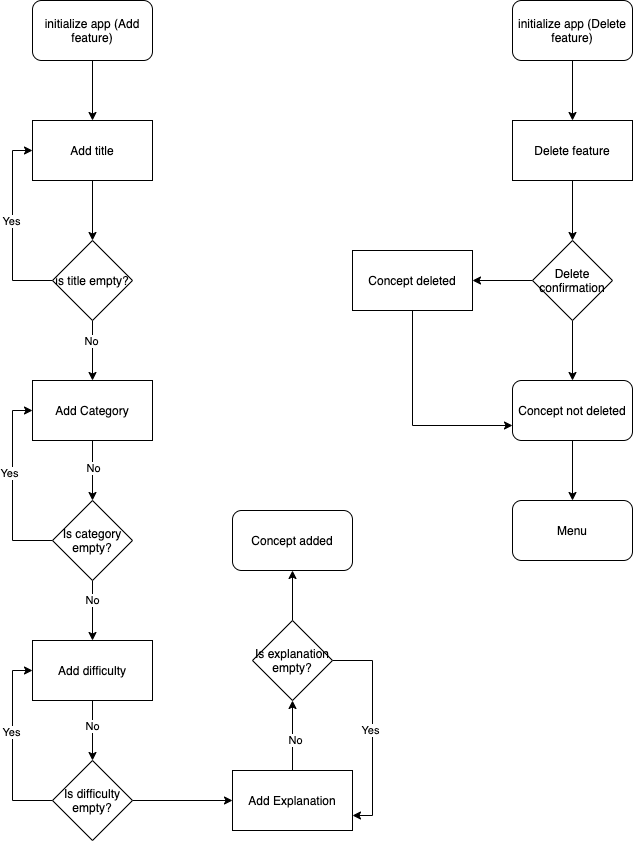 initialize app (Add
feature)
Add title
Yes
is title empty?
No
Add Category
No
Yes
Is category
empty?
No
Add difficulty
No
Yes
Is difficulty
empty?
Concept added
Is explanation
empty?
No
Yes
Add Explanation
initialize app (Delete
feature)
Delete feature
Delete
confirmation
Concept deleted
Concept not deleted
Menu